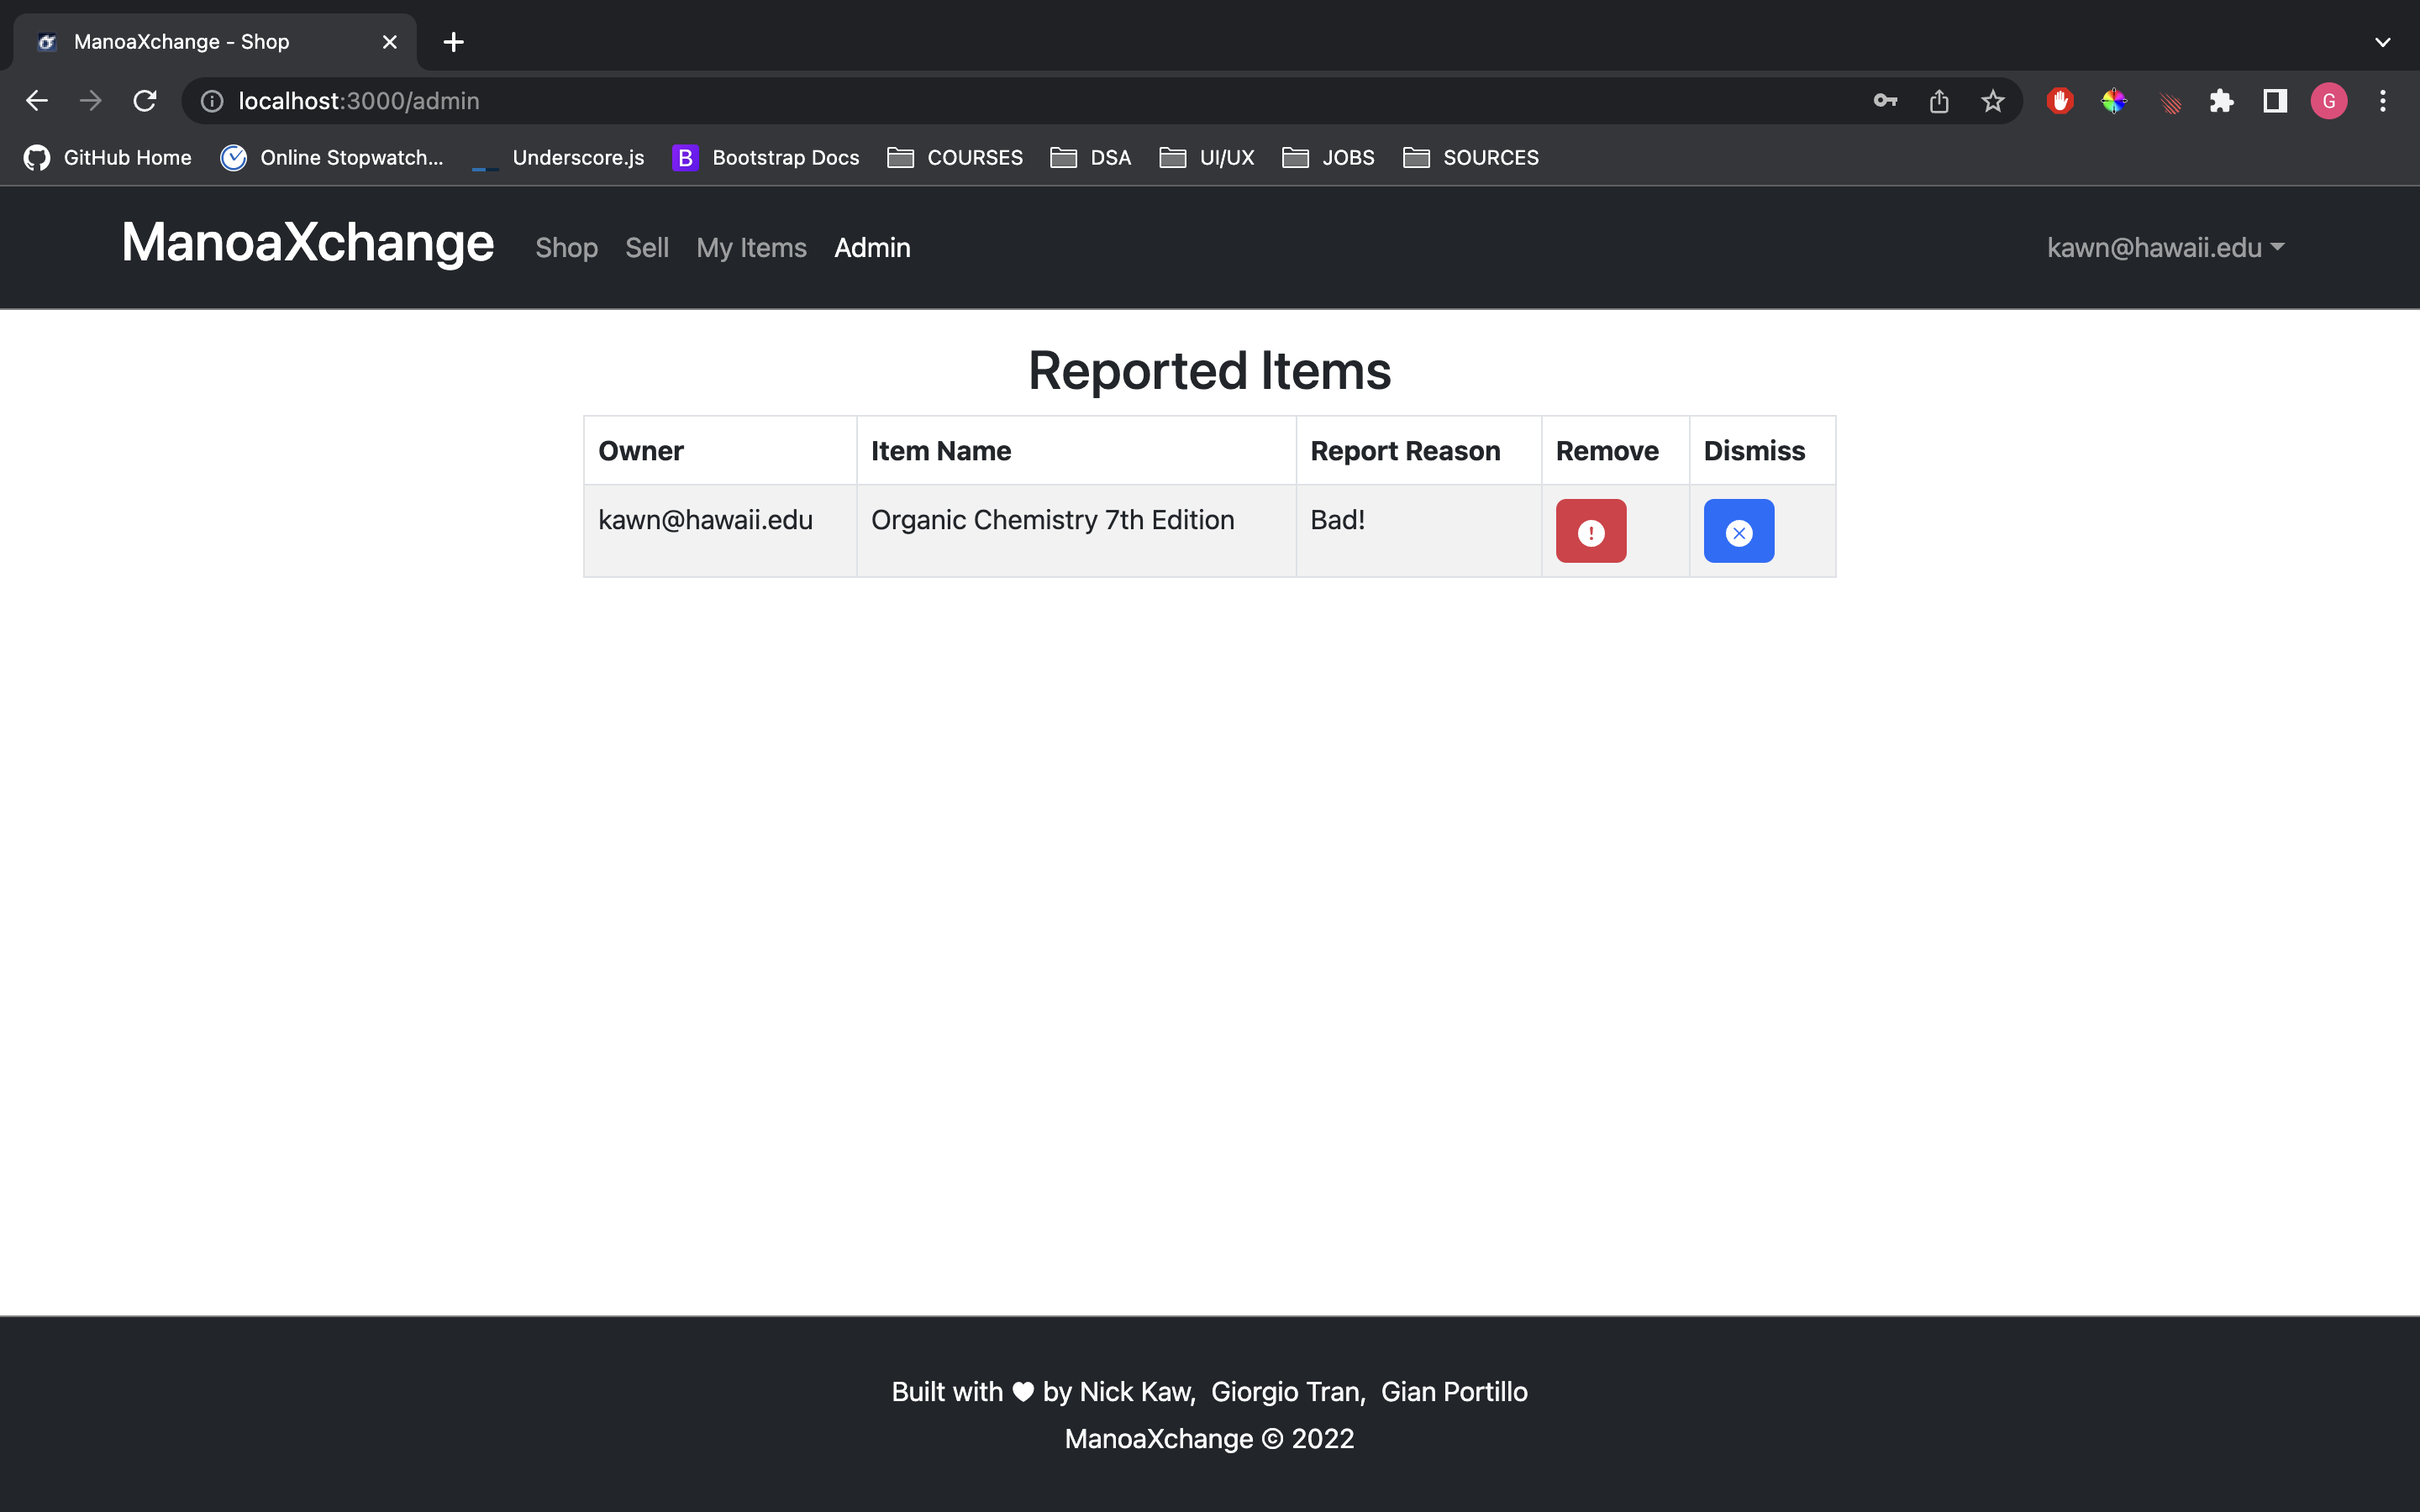 ManoaXchange - Shop
localhost:3000/admin
G
GitHub Home Online Stopwatch... Underscore.js B Bootstrap Docs COURSES DSA UI/UX JOBS SOURCES
ManoaXchange Shop Sell My Items Admin kawn@hawaii.edu
Reported Items
Owner Item Name Report Reason Remove Dismiss
kawn@hawaii.edu Organic Chemistry 7th Edition Bad!
Built with ♥ by Nick Kaw, Giorgio Tran, Gian Portillo
ManoaXchange © 2022